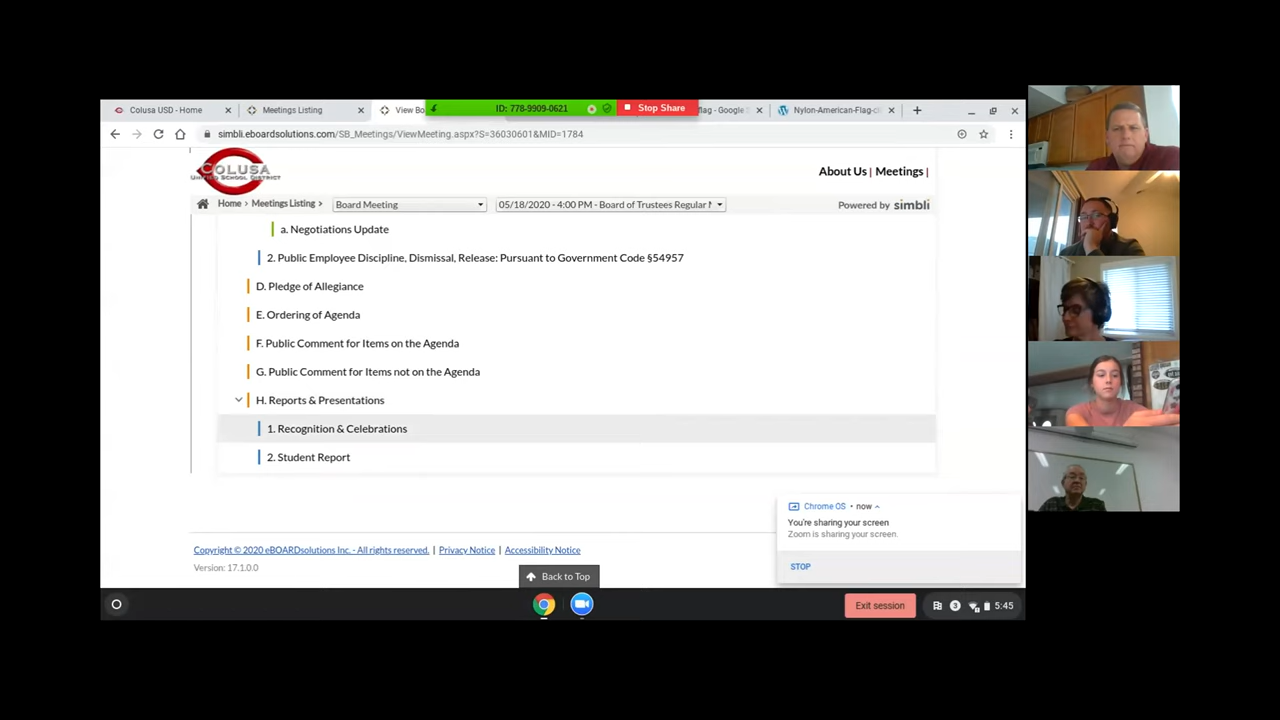 Colusa USD - Home
Meetings Listing
View Bo
ID: 778-9909-0621
Stop Share
flag - Google
Nylon-American-Flag-c
simbli.eboardsolutions.com/SB_Meetings/ViewMeeting.aspx?S=36030601&MID=1784
COLUSA
UNIFIED SCHOOL DISTRICT
About Us | Meetings |
Home > Meetings Listing >
Board Meeting
05/18/2020 - 4:00 PM - Board of Trustees Regular M
Powered by simbli
a. Negotiations Update
2. Public Employee Discipline, Dismissal, Release: Pursuant to Government Code §54957
D. Pledge of Allegiance
E. Ordering of Agenda
F. Public Comment for Items on the Agenda
G. Public Comment for Items not on the Agenda
H. Reports & Presentations
1. Recognition & Celebrations
2. Student Report
Chrome OS • now
You're sharing your screen
Zoom is sharing your screen.
STOP
Copyright © 2020 eBOARDsolutions Inc. - All rights reserved. | Privacy Notice | Accessibility Notice
Version: 17.1.0.0
Back to Top
Exit session
3
5:45